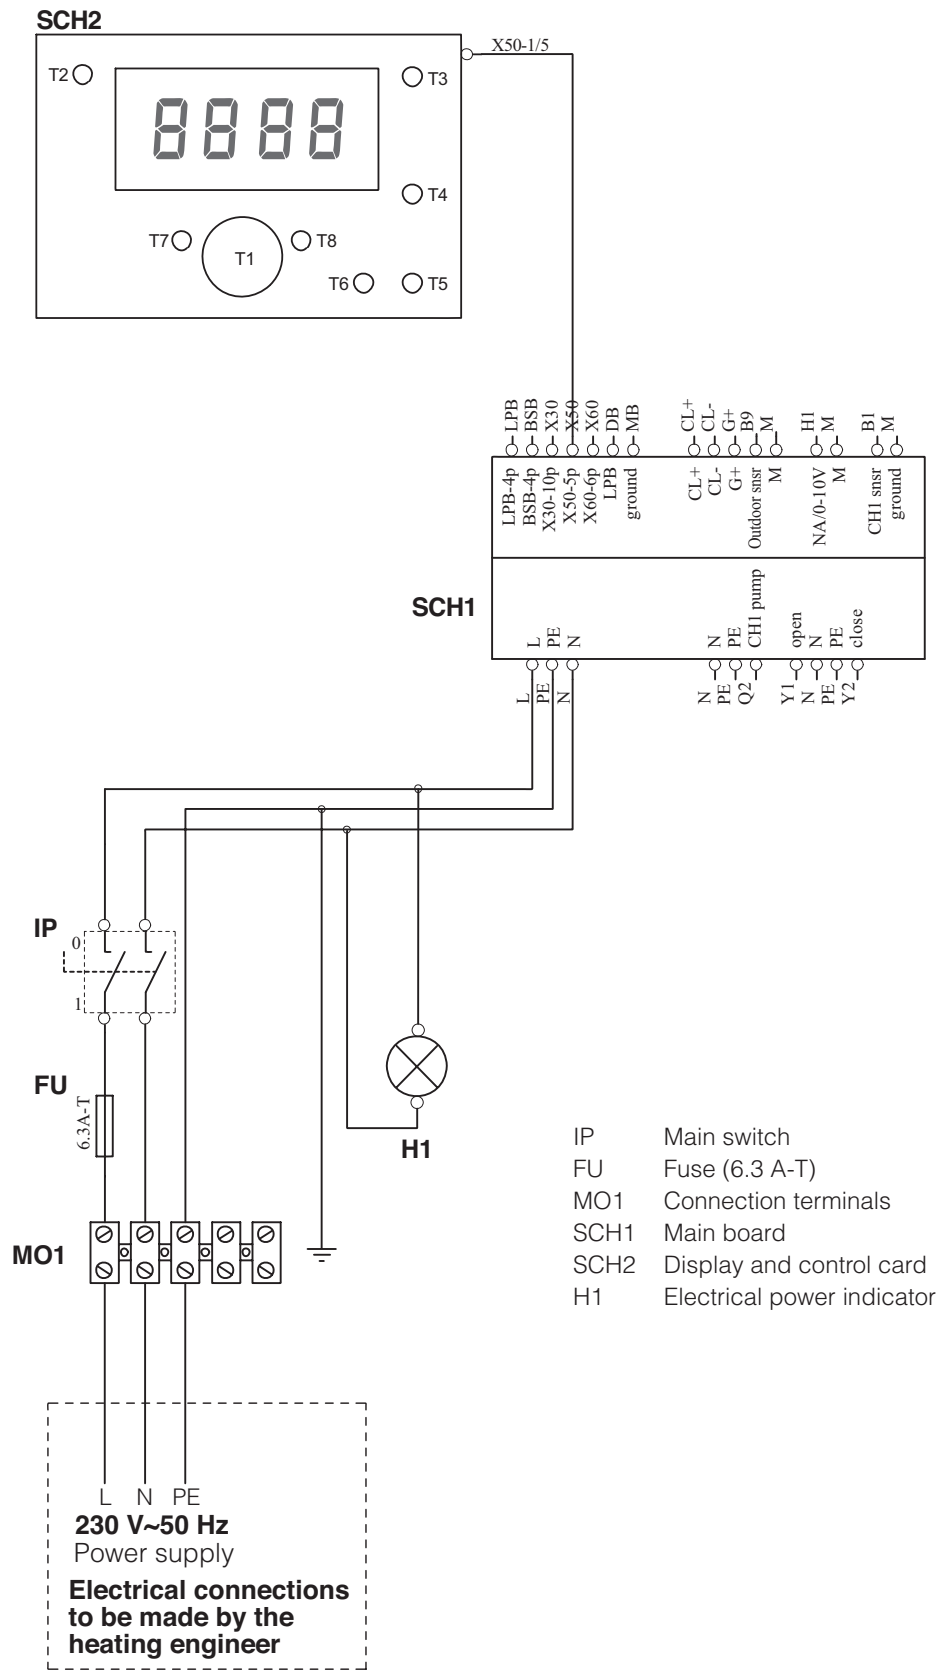 SCH2
X50-1/5
T2
T3
8888
T4
T7
T1
T8
T6
T5
LPB
BSB
X30
X50
X60
DB
MB
CL+
CL-
G+
B9
M
H1
M
B1
M
LPB-4p
BSB-4p
X30-10p
X50-5p
X60-6p
LPB
ground
CL+
CL-
G+
Outdoor snsr
M
NA/0-10V
M
CH1 snsr
ground
SCH1
L
PE
N
N
PE
CH1 pump
open
N
PE
close
L
PE
N
N
PE
Q2
Y1
N
PE
Y2
IP
0
1
FU
6.3A-T
H1
IP Main switch
FU Fuse (6.3 A-T)
MO1 Connection terminals
SCH1 Main board
SCH2 Display and control card
H1 Electrical power indicator
MO1
L N PE
230 V~50 Hz
Power supply
Electrical connections
to be made by the
heating engineer